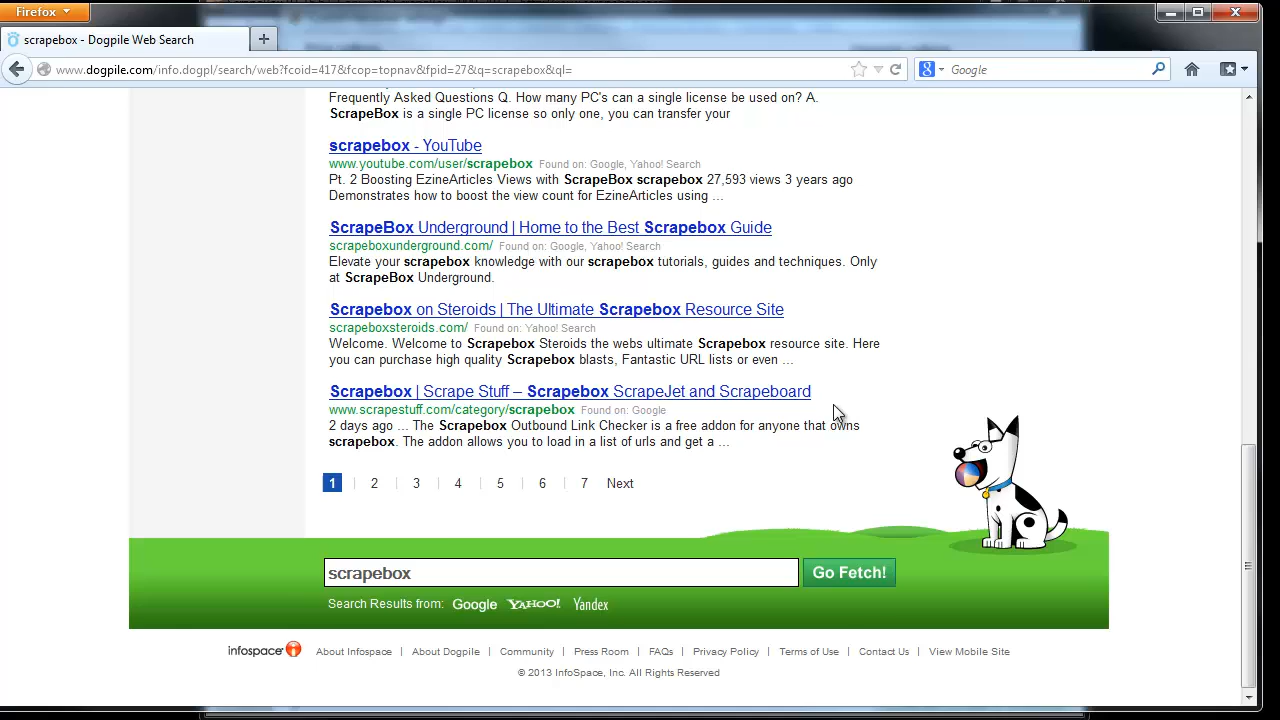 Firefox
scrapebox - Dogpile Web Search
www.dogpile.com/info.dogpl/search/web?fcoid=417&fcop=topnav&fpid=27&q=scrapebox&ql=
Google
Frequently Asked Questions Q. How many PC's can a single license be used on? A.
ScrapeBox is a single PC license so only one, you can transfer your
scrapebox - YouTube
www.youtube.com/user/scrapebox Found on: Google, Yahoo! Search
Pt. 2 Boosting EzineArticles Views with ScrapeBox scrapebox 27,593 views 3 years ago
Demonstrates how to boost the view count for EzineArticles using ...
ScrapeBox Underground | Home to the Best Scrapebox Guide
scrapeboxunderground.com/ Found on: Google, Yahoo! Search
Elevate your scrapebox knowledge with our scrapebox tutorials, guides and techniques. Only
at ScrapeBox Underground.
Scrapebox on Steroids | The Ultimate Scrapebox Resource Site
scrapeboxsteroids.com/ Found on: Yahoo! Search
Welcome. Welcome to Scrapebox Steroids the webs ultimate Scrapebox resource site. Here
you can purchase high quality Scrapebox blasts, Fantastic URL lists or even ...
Scrapebox | Scrape Stuff – Scrapebox ScrapeJet and Scrapeboard
www.scrapestuff.com/category/scrapebox Found on: Google
2 days ago ... The Scrapebox Outbound Link Checker is a free addon for anyone that owns
scrapebox. The addon allows you to load in a list of urls and get a ...
1 | 2 | 3 | 4 | 5 | 6 | 7 Next
scrapebox Go Fetch!
Search Results from: Google YAHOO! Yandex
infospace About Infospace | About Dogpile | Community | Press Room | FAQs | Privacy Policy | Terms of Use | Contact Us | View Mobile Site
© 2013 InfoSpace, Inc. All Rights Reserved